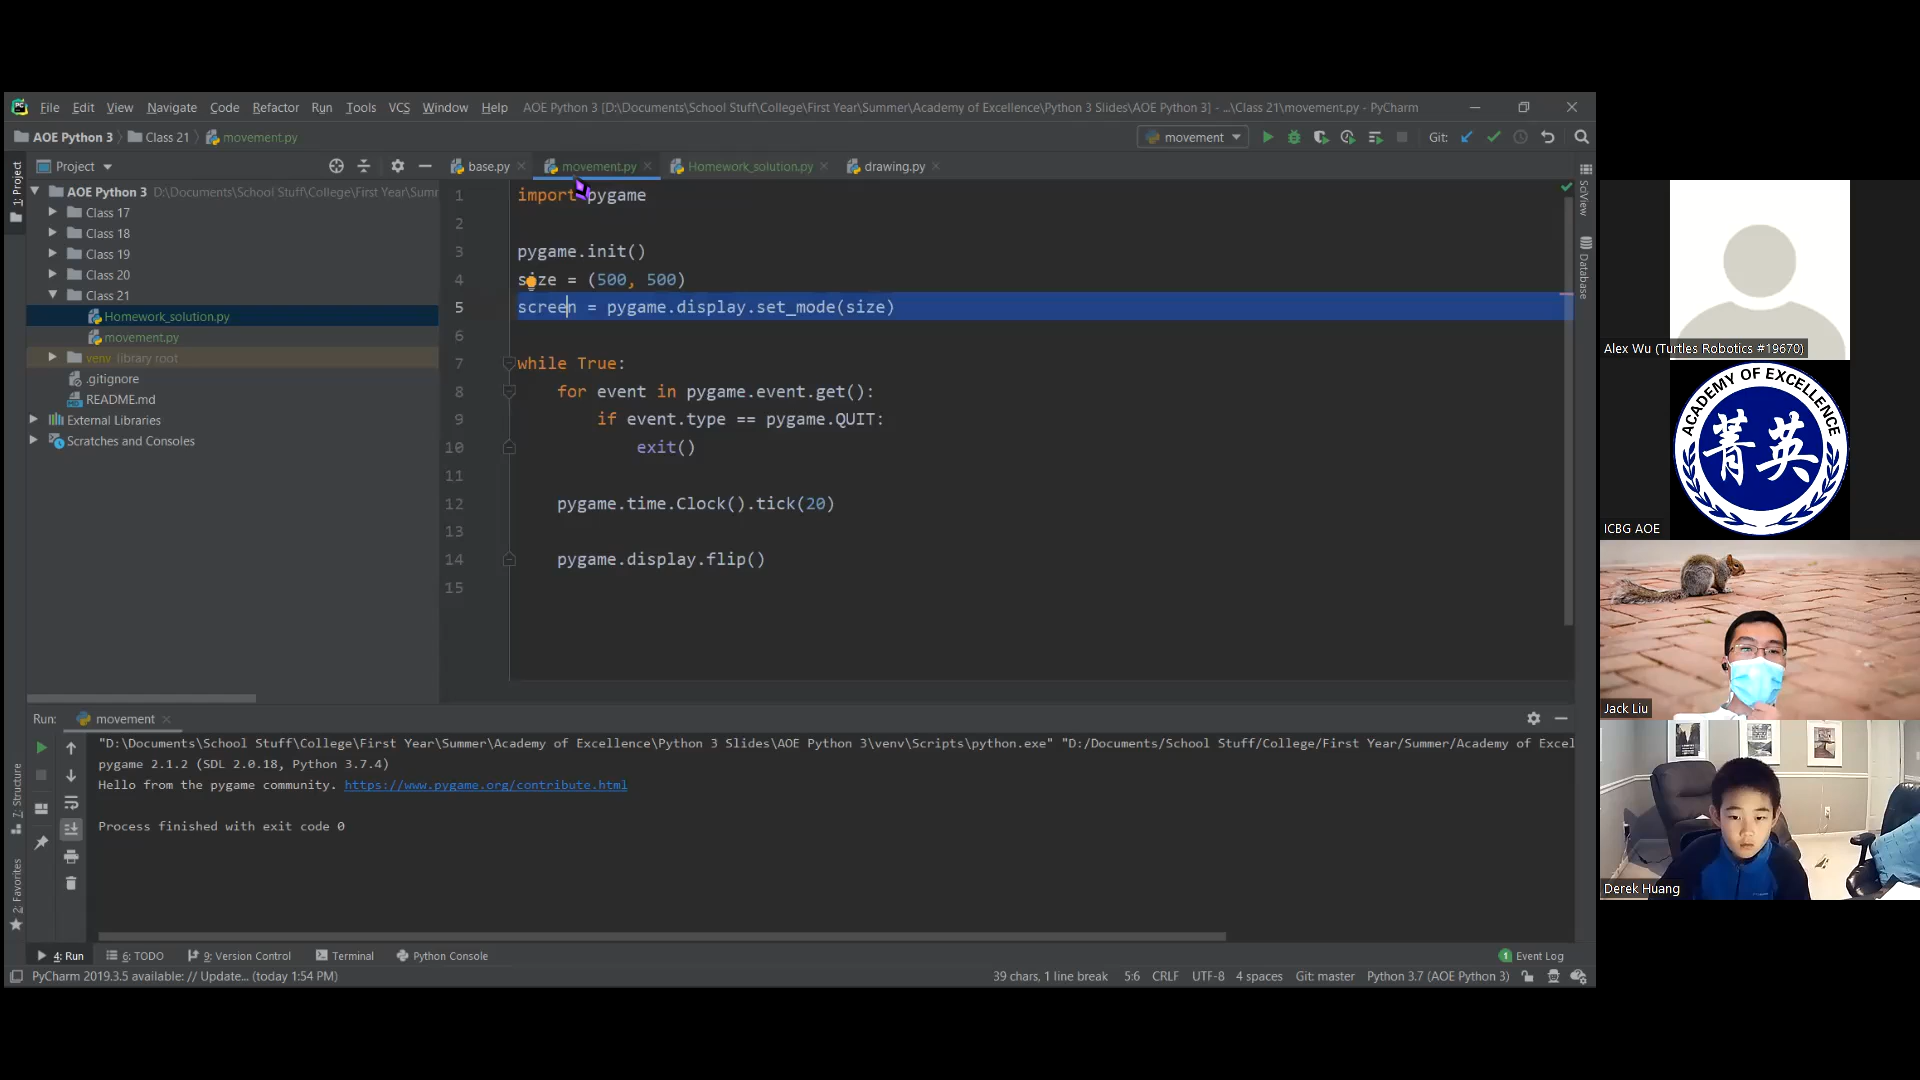 File Edit View Navigate Code Refactor Run Tools VCS Window Help AOE Python 3 [D:\Documents\School Stuff\College\First Year\Summer\Academy of Excellence\Python 3 Slides\AOE Python 3] - ...\Class 21\movement.py - PyCharm
AOE Python 3 Class 21 movement.py
movement
Git:
1: Project
Project
base.py
movement.py
Homework_solution.py
drawing.py
AOE Python 3 D:\Documents\School Stuff\College\First Year\Summ
Class 17
Class 18
Class 19
Class 20
Class 21
Homework_solution.py
movement.py
venv library root
.gitignore
README.md
External Libraries
Scratches and Consoles
1 import pygame
2
3 pygame.init()
4 size = (500, 500)
5 screen = pygame.display.set_mode(size)
6
7 while True:
8 for event in pygame.event.get():
9 if event.type == pygame.QUIT:
10 exit()
11
12 pygame.time.Clock().tick(20)
13
14 pygame.display.flip()
15
SciView
Database
Run: movement
"D:\Documents\School Stuff\College\First Year\Summer\Academy of Excellence\Python 3 Slides\AOE Python 3\venv\Scripts\python.exe" "D:/Documents/School Stuff/College/First Year/Summer/Academy of Excel
pygame 2.1.2 (SDL 2.0.18, Python 3.7.4)
Hello from the pygame community. https://www.pygame.org/contribute.html
Process finished with exit code 0
7: Structure
2: Favorites
4: Run 6: TODO 9: Version Control Terminal Python Console
1 Event Log
PyCharm 2019.3.5 available: // Update... (today 1:54 PM)
39 chars, 1 line break 5:6 CRLF UTF-8 4 spaces Git: master Python 3.7 (AOE Python 3)
Alex Wu (Turtles Robotics #19670)
ACADEMY OF EXCELLENCE
菁英
ICBG AOE
Jack Liu
Derek Huang